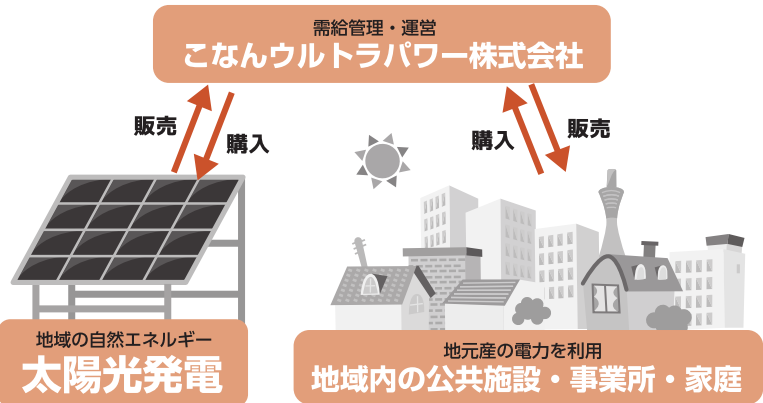 需給管理・運営
こなんウルトラパワー株式会社
販売
購入
購入
販売
地域の自然エネルギー
太陽光発電
地元産の電力を利用
地域内の公共施設・事業所・家庭